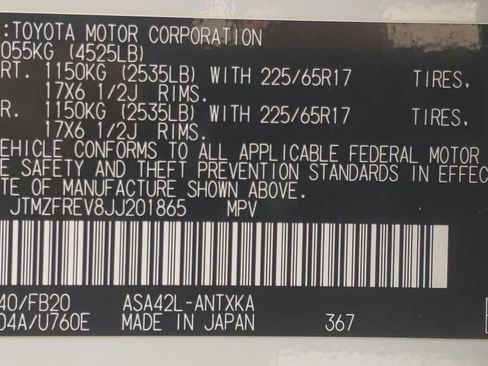 :TOYOTA MOTOR CORPORATION
055KG (4525LB)
RT. 1150KG (2535LB) WITH 225/65R17 TIRES.
17X6 1/2J RIMS.
R. 1150KG (2535LB) WITH 225/65R17 TIRES.
17X6 1/2J RIMS.
EHICLE CONFORMS TO ALL APPLICABLE FEDERAL MOTOR
E SAFETY AND THEFT PREVENTION STANDARDS IN EFFEC
TE OF MANUFACTURE SHOWN ABOVE.
JTMZFREV8JJ201865 MPV
40/FB20 ASA42L-ANTXKA
04A/U760E MADE IN JAPAN 367